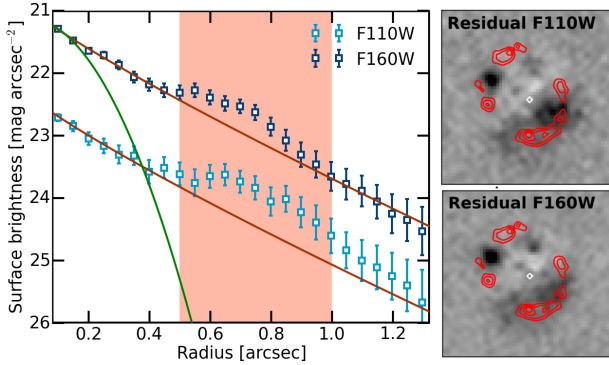 Surface brightness [mag arcsec⁻²]
21
22
23
24
25
26
F110W
F160W
0.2 0.4 0.6 0.8 1.0 1.2
Radius [arcsec]
Residual F110W
Residual F160W